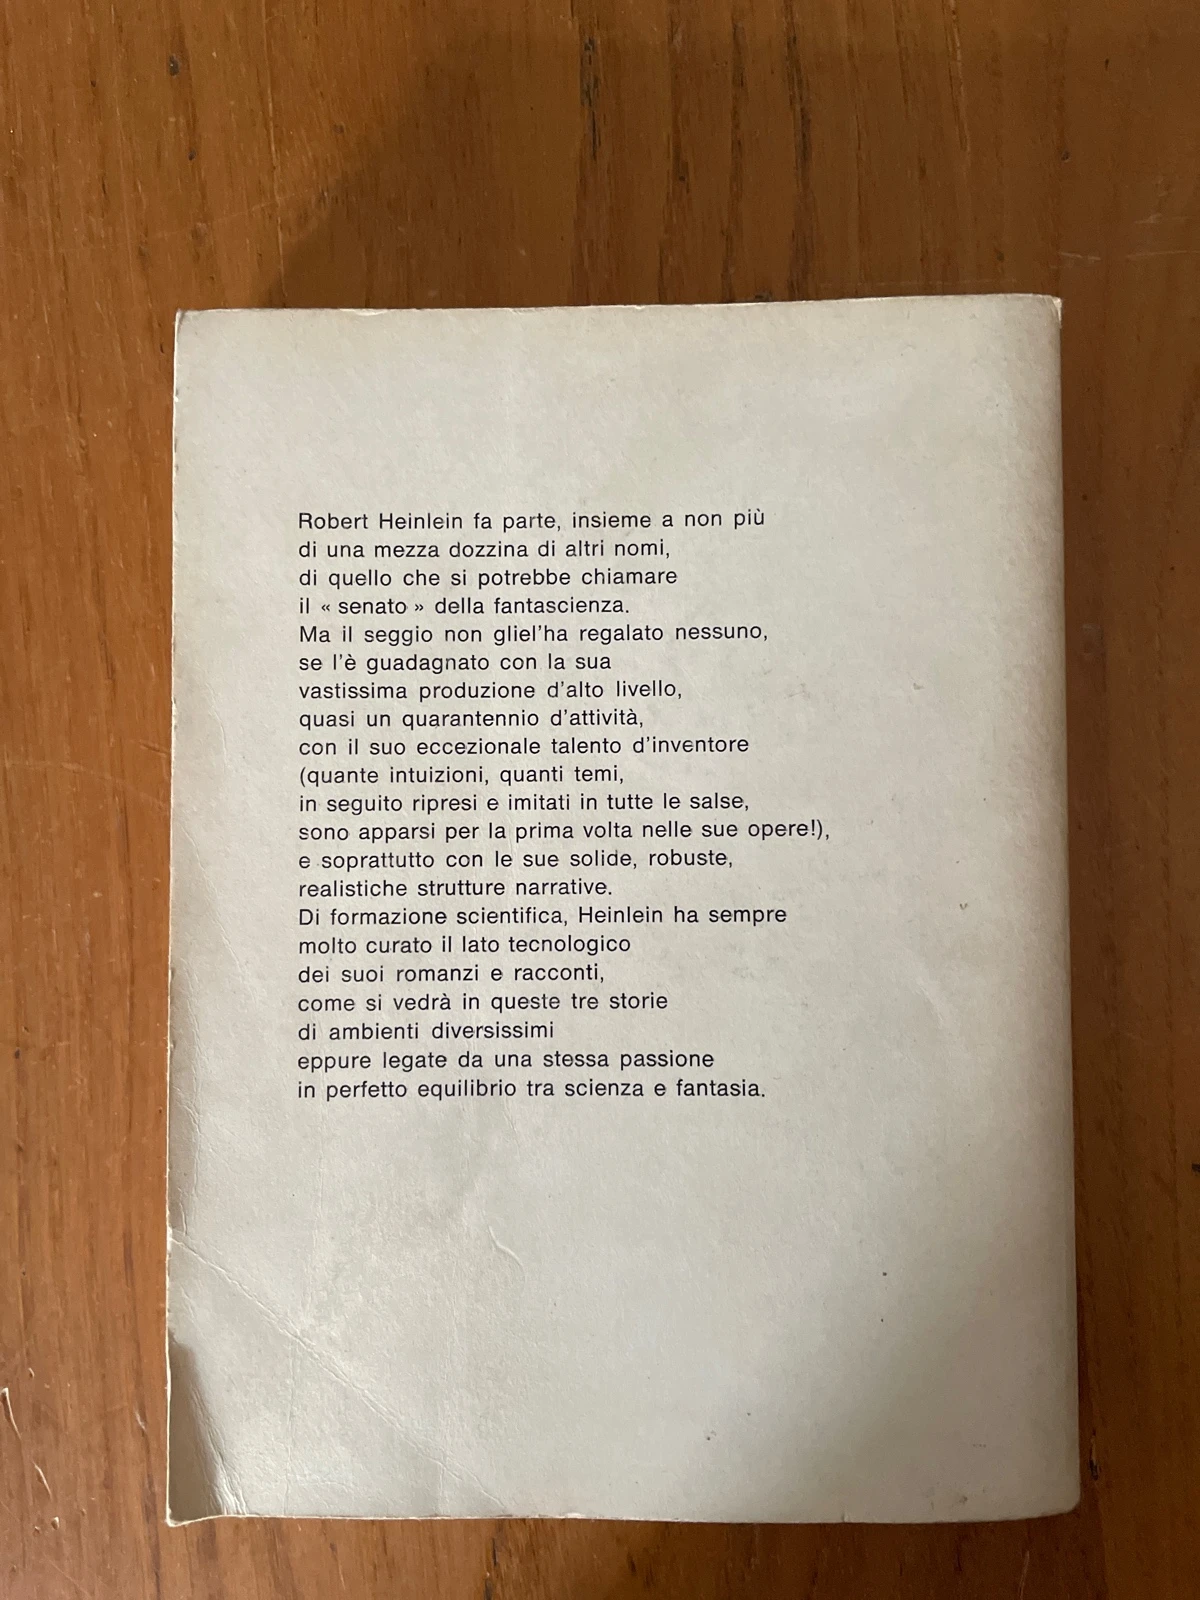 Robert Heinlein fa parte, insieme a non più
di una mezza dozzina di altri nomi,
di quello che si potrebbe chiamare
il « senato » della fantascienza.
Ma il seggio non gliel'ha regalato nessuno,
se l'è guadagnato con la sua
vastissima produzione d'alto livello,
quasi un quarantennio d'attività,
con il suo eccezionale talento d'inventore
(quante intuizioni, quanti temi,
in seguito ripresi e imitati in tutte le salse,
sono apparsi per la prima volta nelle sue opere!),
e soprattutto con le sue solide, robuste,
realistiche strutture narrative.
Di formazione scientifica, Heinlein ha sempre
molto curato il lato tecnologico
dei suoi romanzi e racconti,
come si vedrà in queste tre storie
di ambienti diversissimi
eppure legate da una stessa passione
in perfetto equilibrio tra scienza e fantasia.